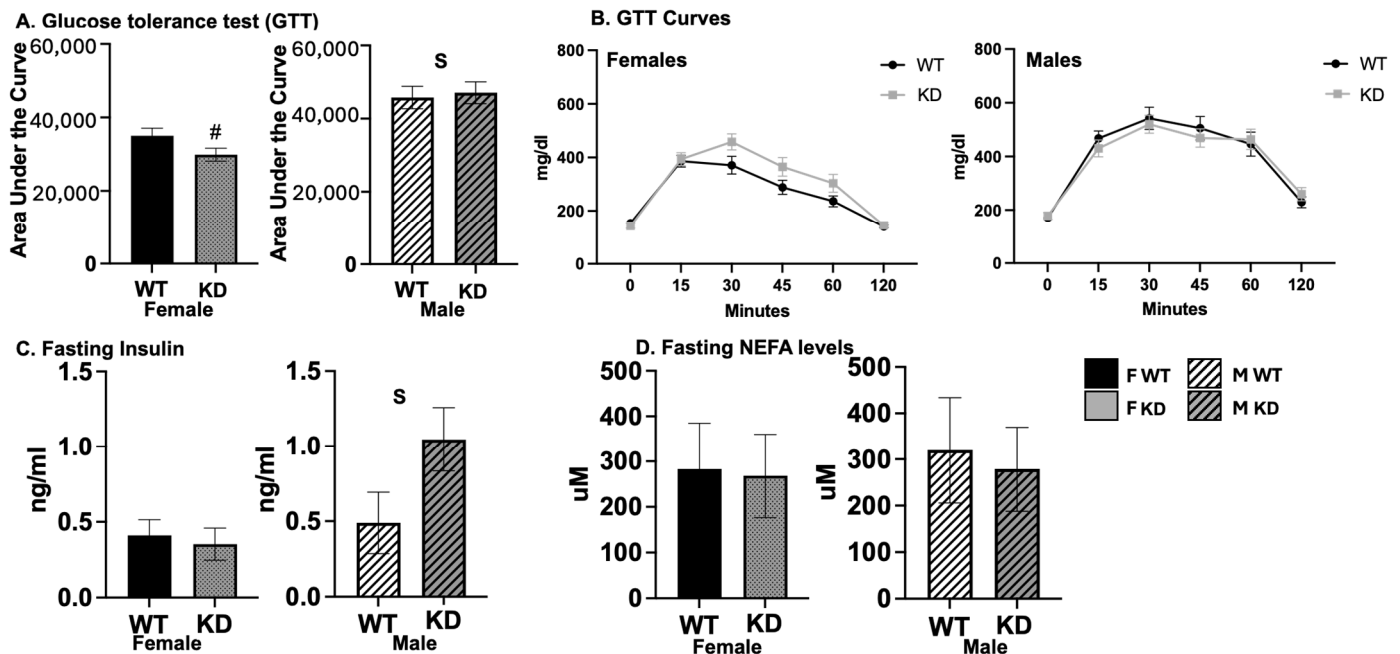 A. Glucose tolerance test (GTT)
Area Under the Curve
60,000
40,000
20,000
0
WT KD
Female
#
Area Under the Curve
60,000
40,000
20,000
0
S
WT KD
Male
B. GTT Curves
Females
mg/dl
800
600
400
200
0
0 15 30 45 60 120
Minutes
WT
KD
Males
mg/dl
800
600
400
200
0
0 15 30 45 60 120
Minutes
WT
KD
C. Fasting Insulin
ng/ml
1.5
1.0
0.5
0.0
WT KD
Female
ng/ml
1.5
1.0
0.5
0.0
S
WT KD
Male
D. Fasting NEFA levels
uM
500
400
300
200
100
0
WT KD
Female
uM
500
400
300
200
100
0
WT KD
Male
F WT M WT
F KD M KD